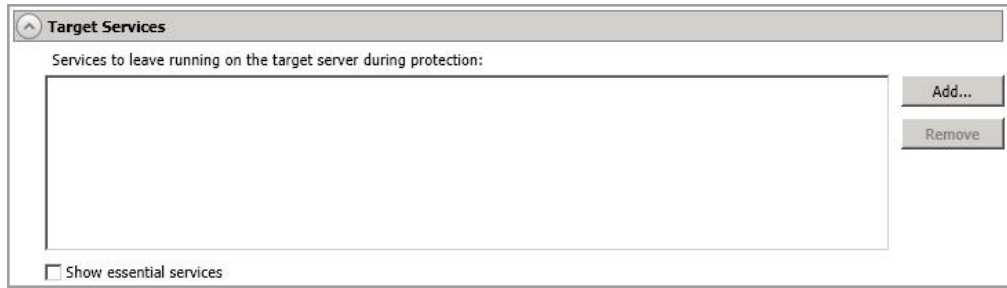 Target Services
Services to leave running on the target server during protection:
Add...
Remove
Show essential services